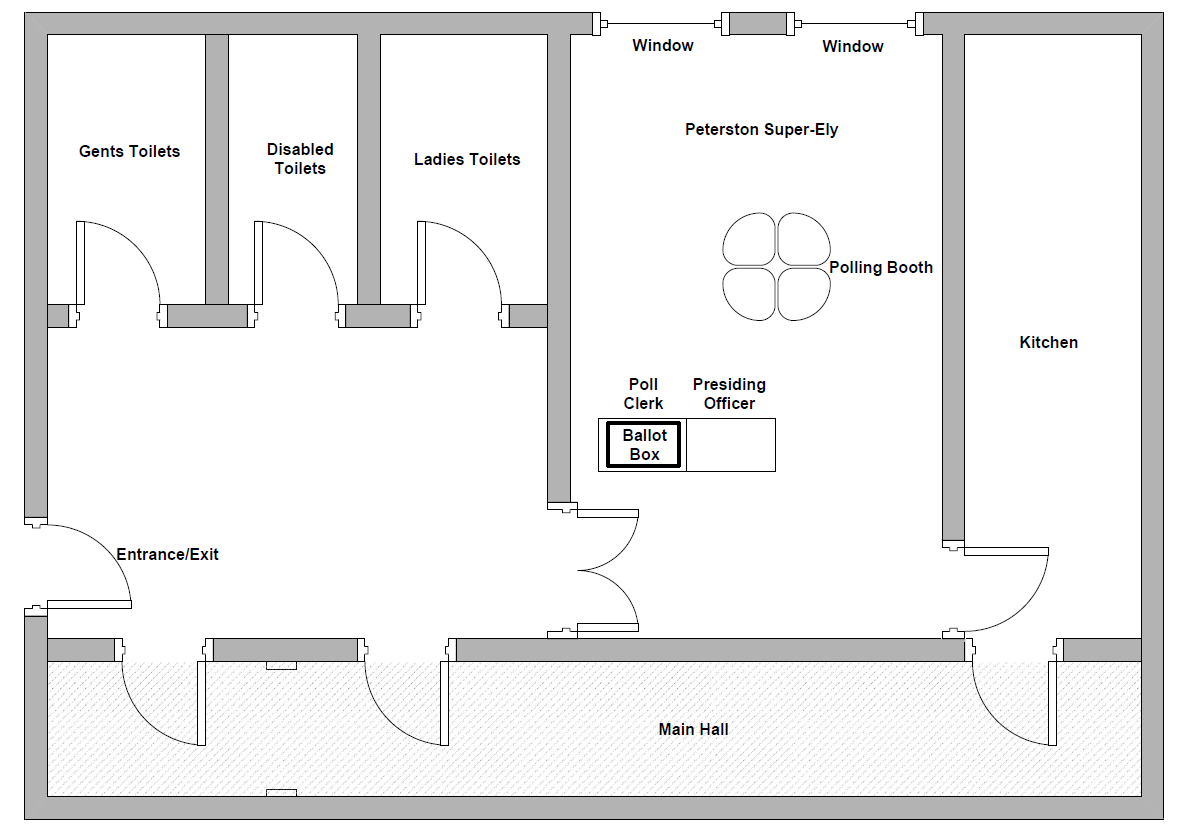 Window
Window
Peterston Super-Ely
Gents Toilets
Disabled
Toilets
Ladies Toilets
Polling Booth
Kitchen
Poll
Clerk
Presiding
Officer
Ballot
Box
Entrance/Exit
Main Hall